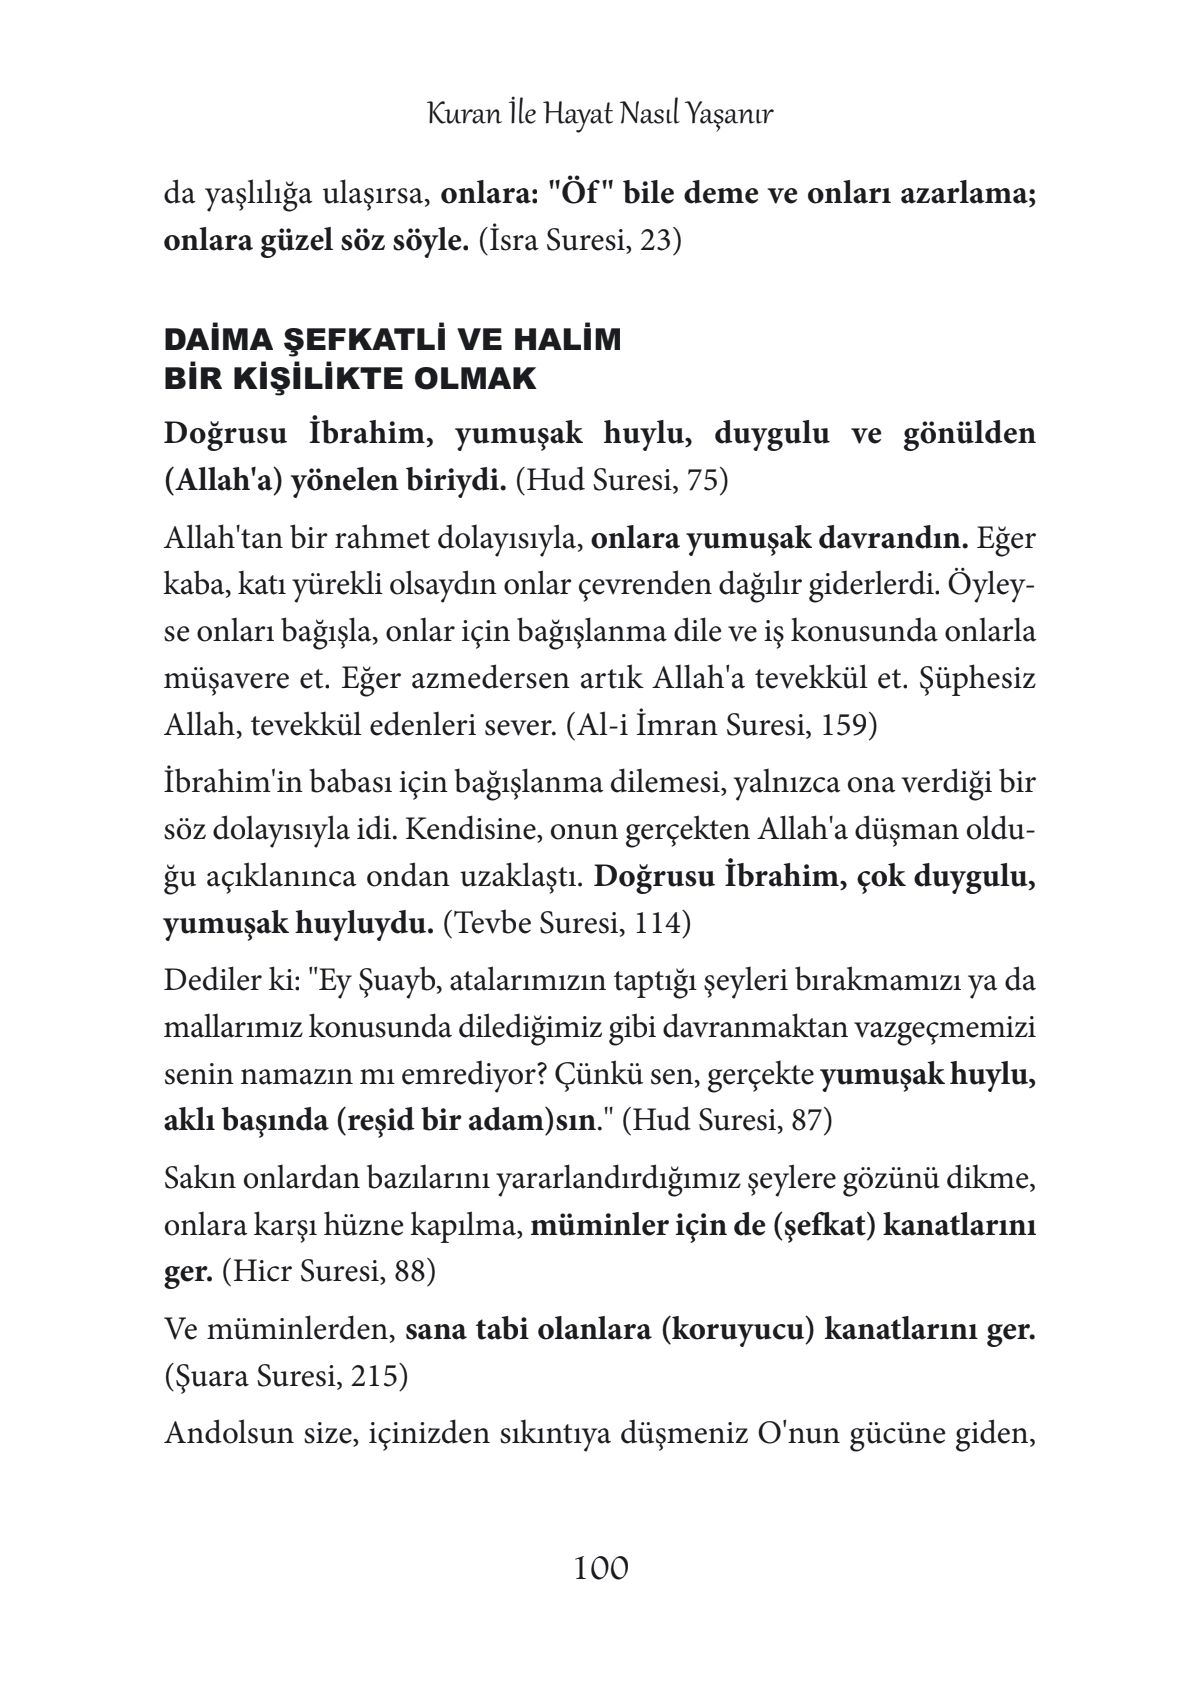 Kuran İle Hayat Nasıl Yaşanır
da yaşlılığa ulaşırsa, onlara: "Öf" bile deme ve onları azarlama;
onlara güzel söz söyle. (İsra Suresi, 23)
DAİMA ŞEFKATLİ VE HALİM
BİR KİŞİLİKTE OLMAK
Doğrusu İbrahim, yumuşak huylu, duygulu ve gönülden
(Allah'a) yönelen biriydi. (Hud Suresi, 75)
Allah'tan bir rahmet dolayısıyla, onlara yumuşak davrandın. Eğer
kaba, katı yürekli olsaydın onlar çevrenden dağılır giderlerdi. Öyley-
se onları bağışla, onlar için bağışlanma dile ve iş konusunda onlarla
müşavere et. Eğer azmedersen artık Allah'a tevekkül et. Şüphesiz
Allah, tevekkül edenleri sever. (Al-i İmran Suresi, 159)
İbrahim'in babası için bağışlanma dilemesi, yalnızca ona verdiği bir
söz dolayısıyla idi. Kendisine, onun gerçekten Allah'a düşman oldu-
ğu açıklanınca ondan uzaklaştı. Doğrusu İbrahim, çok duygulu,
yumuşak huyluydu. (Tevbe Suresi, 114)
Dediler ki: "Ey Şuayb, atalarımızın taptığı şeyleri bırakmamızı ya da
mallarımız konusunda dilediğimiz gibi davranmaktan vazgeçmemizi
senin namazın mı emrediyor? Çünkü sen, gerçekte yumuşak huylu,
aklı başında (reşid bir adam)sın." (Hud Suresi, 87)
Sakın onlardan bazılarını yararlandırdığımız şeylere gözünü dikme,
onlara karşı hüzne kapılma, müminler için de (şefkat) kanatlarını
ger. (Hicr Suresi, 88)
Ve müminlerden, sana tabi olanlara (koruyucu) kanatlarını ger.
(Şuara Suresi, 215)
Andolsun size, içinizden sıkıntıya düşmeniz O'nun gücüne giden,
100